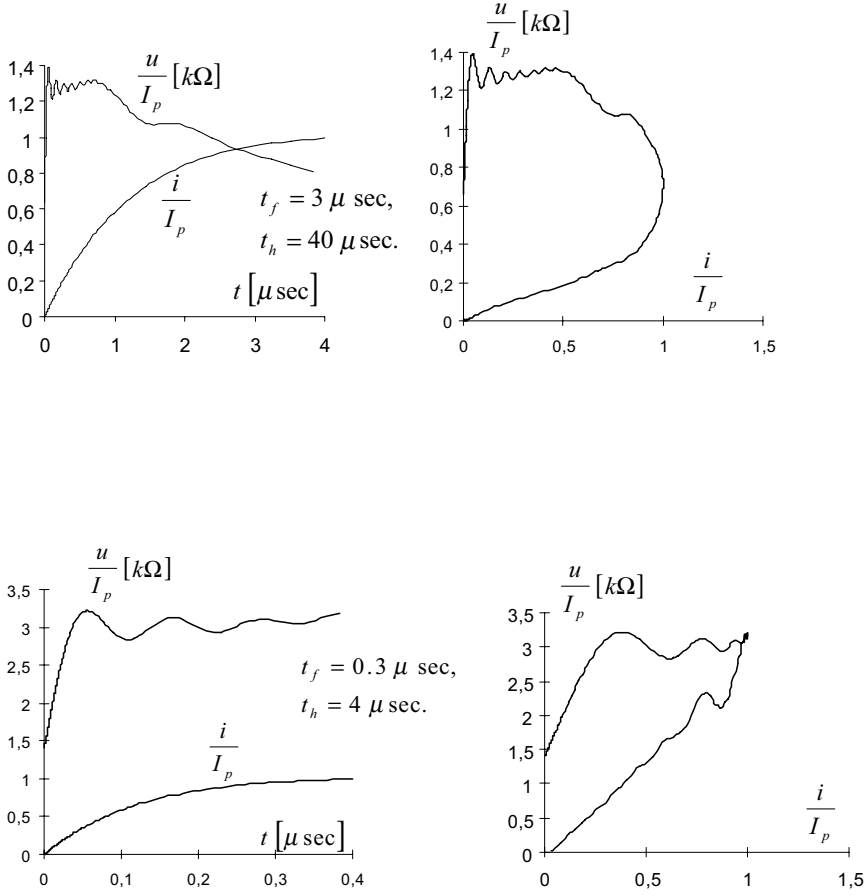 u/I_p [kΩ]
1,4
1,2
1
0,8
0,6
0,4
0,2
0
i/I_p
t_f = 3 μ sec,
t_h = 40 μ sec.
t [μ sec]
0 1 2 3 4
u/I_p [kΩ]
1,4
1,2
1
0,8
0,6
0,4
0,2
0
i/I_p
0 0,5 1 1,5
u/I_p [kΩ]
3,5
3
2,5
2
1,5
1
0,5
0
t_f = 0.3 μ sec,
t_h = 4 μ sec.
i/I_p
t [μ sec]
0 0,1 0,2 0,3 0,4
u/I_p [kΩ]
3,5
3
2,5
2
1,5
1
0,5
0
i/I_p
0 0,5 1 1,5